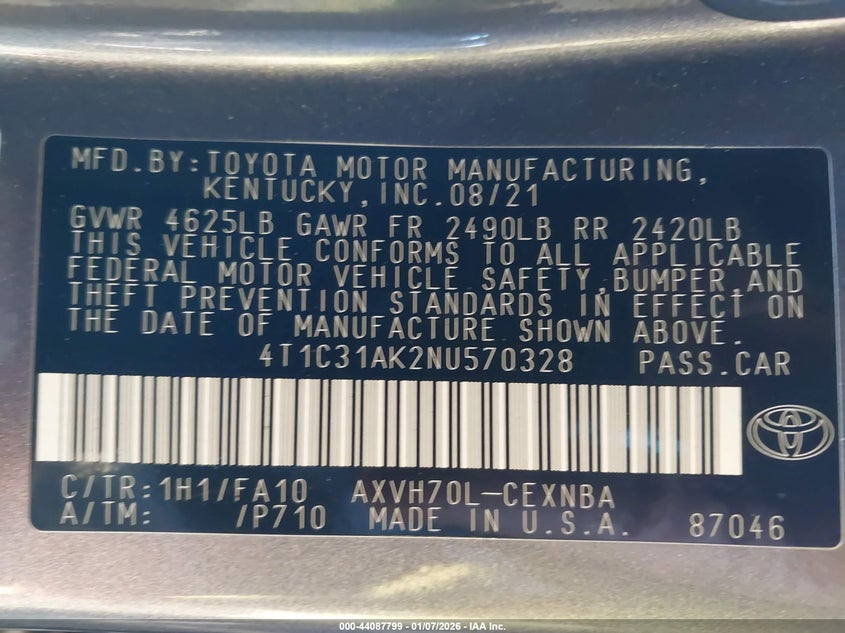 MFD.BY:TOYOTA MOTOR MANUFACTURING,
KENTUCKY,INC.08/21
GVWR 4625LB GAWR FR 2490LB RR 2420LB
THIS VEHICLE CONFORMS TO ALL APPLICABLE
FEDERAL MOTOR VEHICLE SAFETY,BUMPER,AND
THEFT PREVENTION STANDARDS IN EFFECT ON
THE DATE OF MANUFACTURE SHOWN ABOVE.
4T1C31AK2NU570328 PASS.CAR
C/TR:1H1/FA10 AXVH70L-CEXNBA
A/TM: /P710 MADE IN U.S.A. 87046
000-44087799 — 01/07/2026 — IAA Inc.